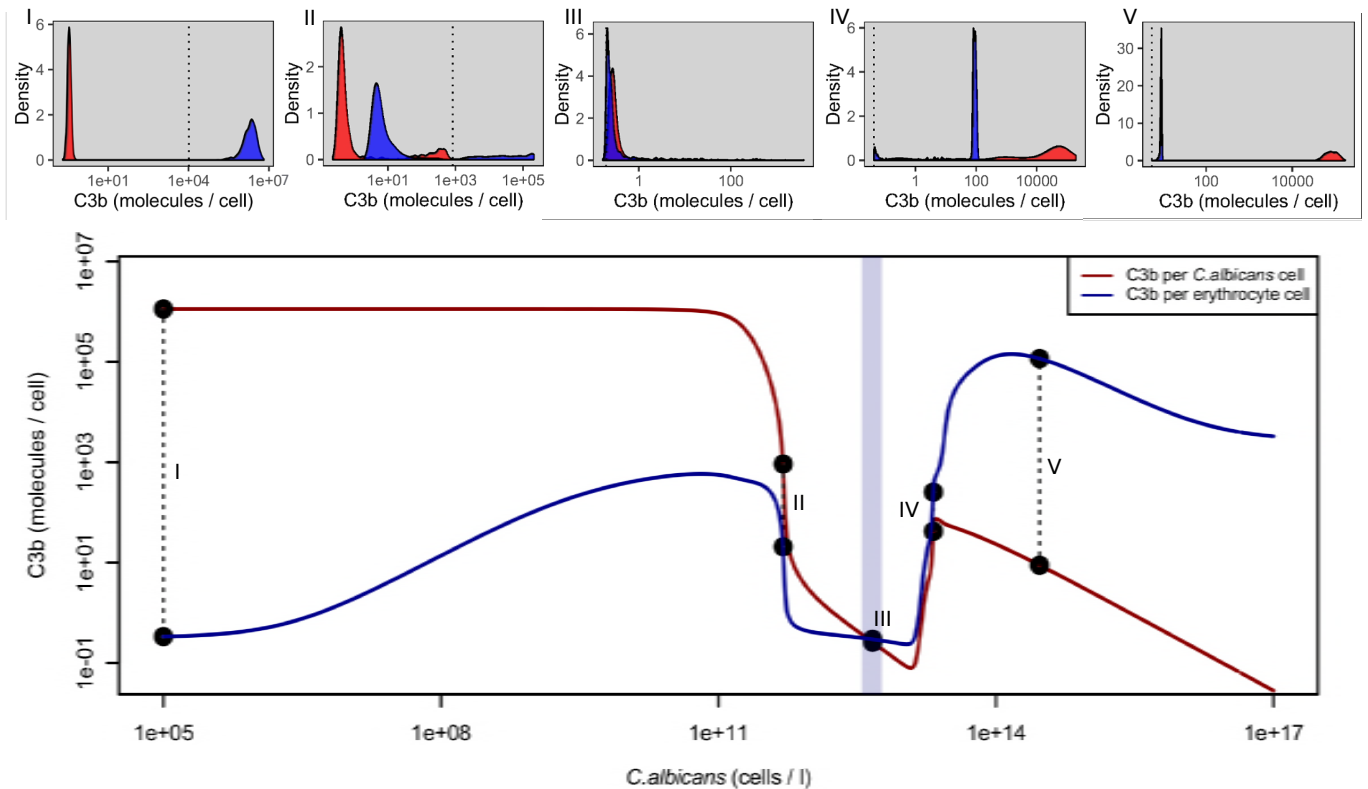 I
II
III
IV
V
Density
6
4
2
0
1e+01 1e+04 1e+07
C3b (molecules / cell)
Density
2
1
0
1e+01 1e+03 1e+05
C3b (molecules / cell)
Density
6
4
2
0
1 100
C3b (molecules / cell)
Density
6
4
2
0
1 100 10000
C3b (molecules / cell)
Density
30
20
10
0
100 10000
C3b (molecules / cell)
C3b (molecules / cell)
1e+07
1e+05
1e+03
1e+01
1e-01
C3b per C.albicans cell
C3b per erythrocyte cell
I
II
III
IV
V
1e+05 1e+08 1e+11 1e+14 1e+17
C.albicans (cells / l)